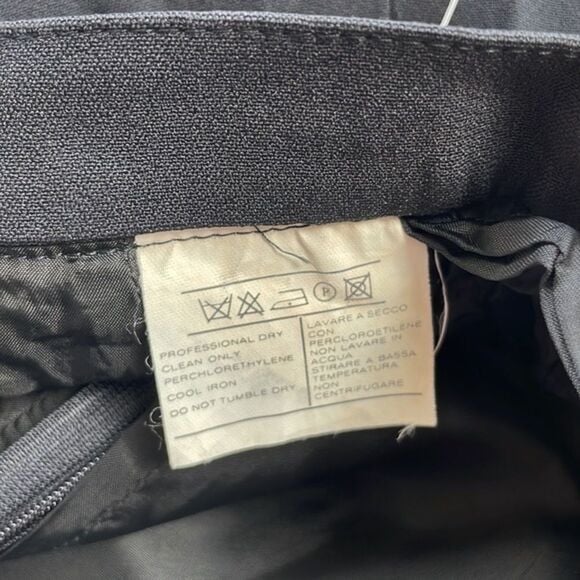 P
PROFESSIONAL DRY
CLEAN ONLY
PERCHLORETHYLENE
COOL IRON
DO NOT TUMBLE DRY
LAVARE A SECCO
CON
PERCLOROETILENE
NON LAVARE IN
ACQUA
STIRARE A BASSA
TEMPERATURA
NON
CENTRIFUGARE